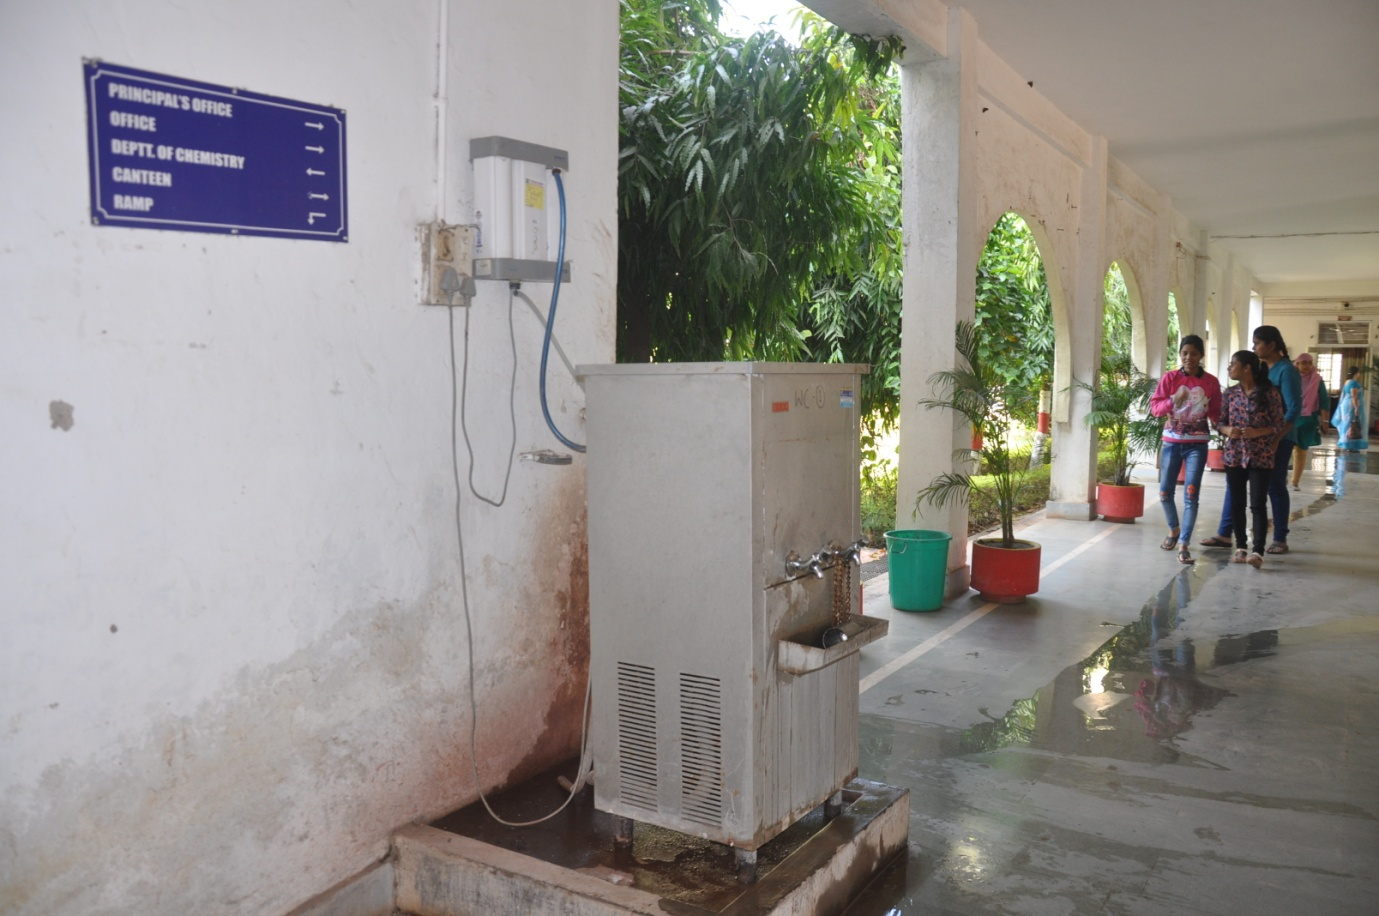 PRINCIPAL'S OFFICE →
OFFICE →
DEPTT. OF CHEMISTRY ←
CANTEEN
RAMP
WC-①